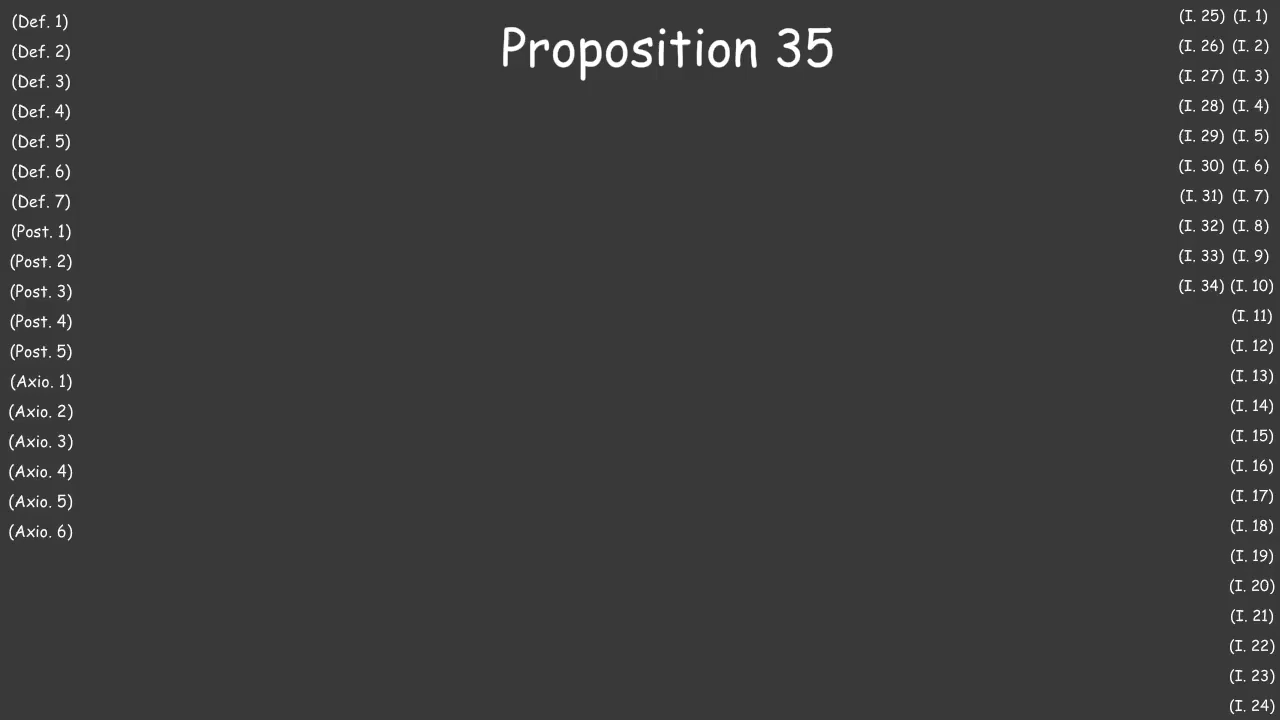 Proposition 35
(Def. 1)
(Def. 2)
(Def. 3)
(Def. 4)
(Def. 5)
(Def. 6)
(Def. 7)
(Post. 1)
(Post. 2)
(Post. 3)
(Post. 4)
(Post. 5)
(Axio. 1)
(Axio. 2)
(Axio. 3)
(Axio. 4)
(Axio. 5)
(Axio. 6)
(I. 25) (I. 1)
(I. 26) (I. 2)
(I. 27) (I. 3)
(I. 28) (I. 4)
(I. 29) (I. 5)
(I. 30) (I. 6)
(I. 31) (I. 7)
(I. 32) (I. 8)
(I. 33) (I. 9)
(I. 34) (I. 10)
(I. 11)
(I. 12)
(I. 13)
(I. 14)
(I. 15)
(I. 16)
(I. 17)
(I. 18)
(I. 19)
(I. 20)
(I. 21)
(I. 22)
(I. 23)
(I. 24)